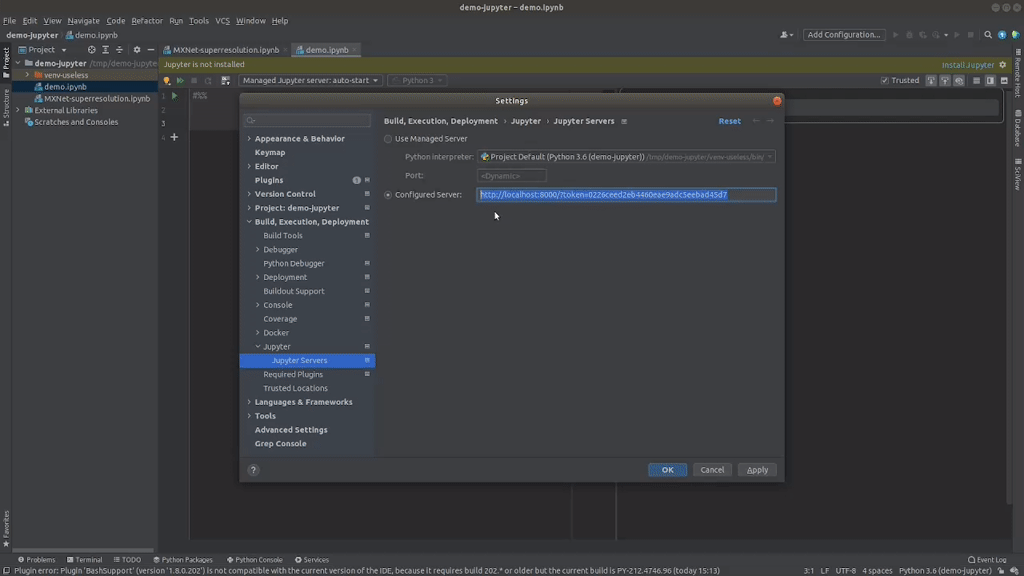 demo-jupyter – demo.ipynb
File Edit View Navigate Code Refactor Run Tools VCS Window Help
demo-jupyter demo.ipynb
Add Configuration...
Project
MXNet-superresolution.ipynb
demo.ipynb
demo-jupyter /tmp/demo-jupyte
venv-useless
demo.ipynb
MXNet-superresolution.ipynb
External Libraries
Scratches and Consoles
Jupyter is not installed
Install Jupyter
Managed Jupyter server: auto-start
Python 3
Trusted
1 #%%
2
3
4
Project
Structure
Favorites
Remote Host
Database
SciView
Settings
Appearance & Behavior
Keymap
Editor
Plugins 1
Version Control
Project: demo-jupyter
Build, Execution, Deployment
Build Tools
Debugger
Python Debugger
Deployment
Buildout Support
Console
Coverage
Docker
Jupyter
Jupyter Servers
Required Plugins
Trusted Locations
Languages & Frameworks
Tools
Advanced Settings
Grep Console
Build, Execution, Deployment › Jupyter › Jupyter Servers
Reset
Use Managed Server
Python interpreter: Project Default (Python 3.6 (demo-jupyter)) /tmp/demo-jupyter/venv-useless/bin/
Port: <Dynamic>
Configured Server: http://localhost:8000/?token=0226ceed2eb4460eae9adc5eebad45d7
?
OK
Cancel
Apply
Problems
Terminal
TODO
Python Packages
Python Console
Services
Event Log
Plugin error: Plugin 'BashSupport' (version '1.8.0.202') is not compatible with the current version of the IDE, because it requires build 202.* or older but the current build is PY-212.4746.96 (today 15:13)
3:1 LF UTF-8 4 spaces Python 3.6 (demo-jupyter)